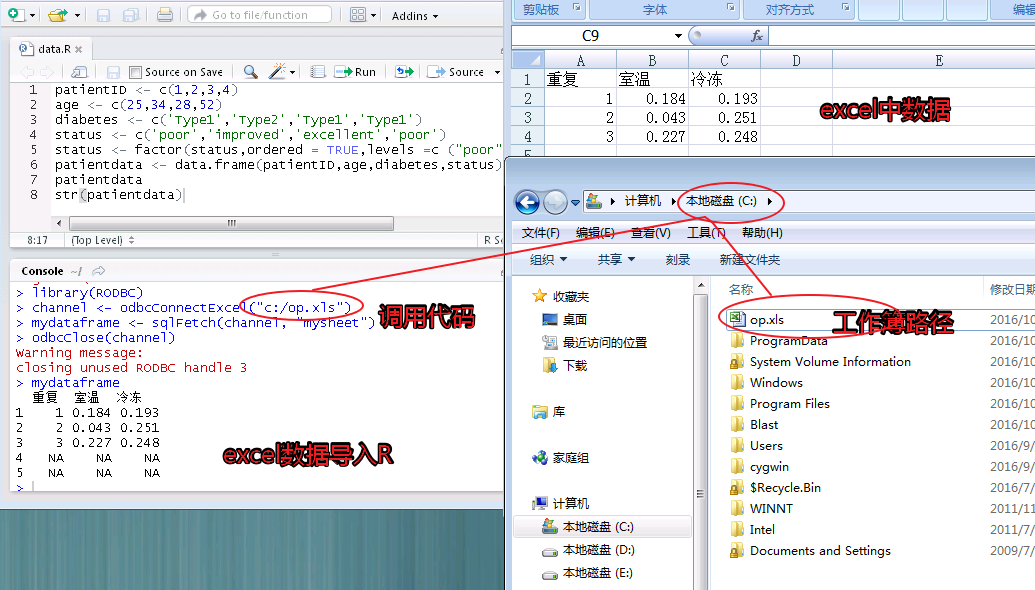 Go to file/function
Addins
data.R
Source on Save
Run
Source
1 patientID <- c(1,2,3,4)
2 age <- c(25,34,28,52)
3 diabetes <- c('Type1','Type2','Type1','Type1')
4 status <- c('poor','improved','excellent','poor')
5 status <- factor(status,ordered = TRUE,levels =c ("poor"
6 patientdata <- data.frame(patientID,age,diabetes,status)
7 patientdata
8 str(patientdata)
8:17 (Top Level) R Sc
Console ~/
> library(RODBC)
> channel <- odbcConnectExcel("c:/op.xls")
> mydataframe <- sqlFetch(channel, "mysheet")
> odbcClose(channel)
Warning message:
closing unused RODBC handle 3
> mydataframe
重复 室温 冷冻
1 1 0.184 0.193
2 2 0.043 0.251
3 3 0.227 0.248
4 NA NA NA
5 NA NA NA
>
调用代码
excel数据导入R
剪贴板 字体 对齐方式 编辑
C9 fx
A B C D E
1 重复 室温 冷冻
2 1 0.184 0.193
3 2 0.043 0.251
4 3 0.227 0.248
excel中数据
计算机 本地磁盘 (C:)
文件(F) 编辑(E) 查看(V) 工具(T) 帮助(H)
组织 共享 刻录 新建文件夹
收藏夹
桌面
最近访问的位置
下载
库
家庭组
计算机
本地磁盘 (C:)
本地磁盘 (D:)
本地磁盘 (E:)
名称 修改日期
op.xls 2016/10
工作簿路径
ProgramData 2016/10
System Volume Information 2016/10
Windows 2016/10
Program Files 2016/10
Blast 2016/10
Users 2016/9/
cygwin 2016/9/
$Recycle.Bin 2016/7/
WINNT 2011/11
Intel 2011/7/
Documents and Settings 2009/7/